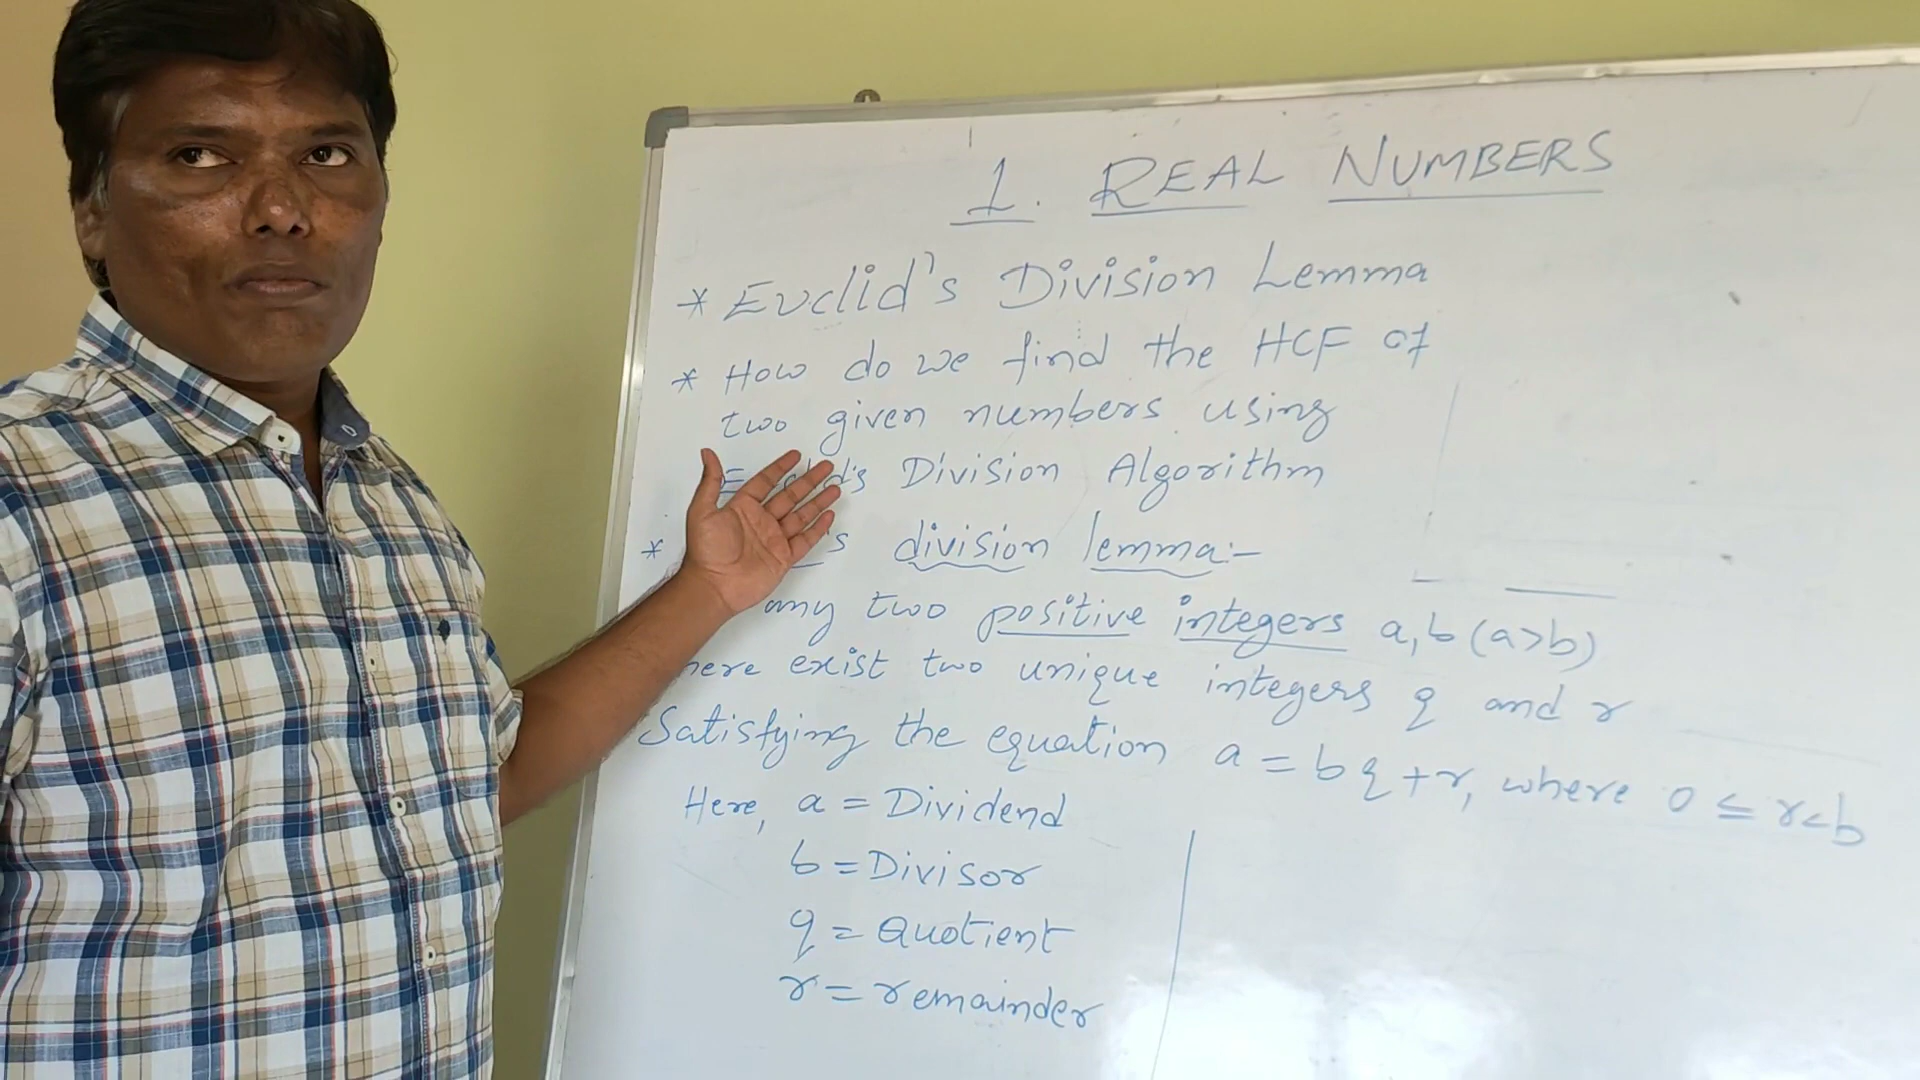 1. REAL NUMBERS
* Euclid's Division Lemma
* How do we find the HCF of
two given numbers using
Division Algorithm
* division lemma:-
any two positive integers a, b (a>b)
exist two unique integers q and r
Satisfying the equation a = bq + r, where 0 ≤ r < b
Here, a = Dividend
b = Divisor
q = Quotient
r = remainder